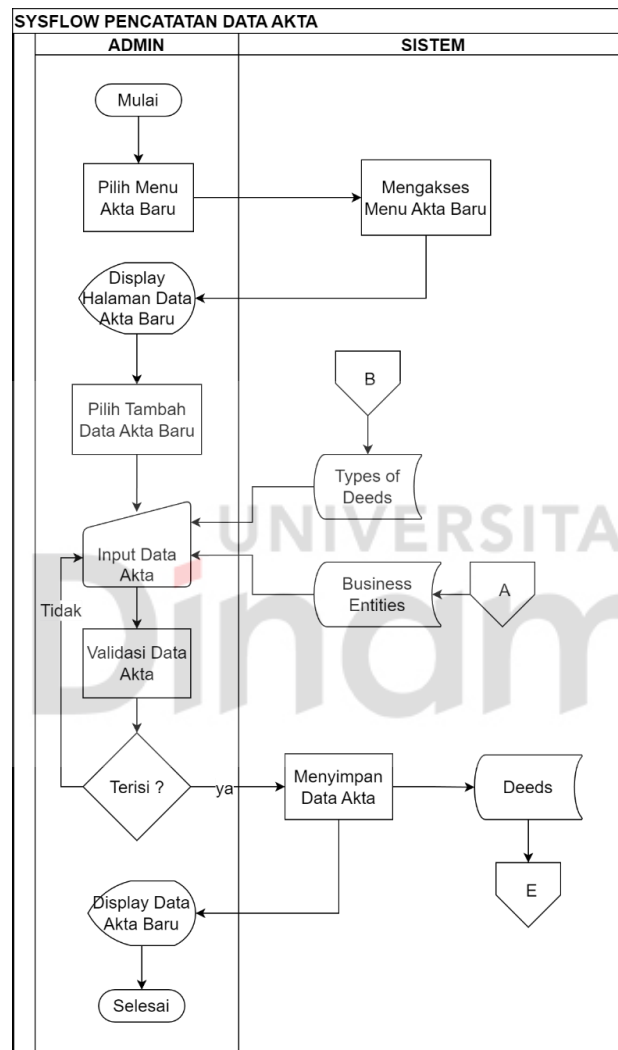 SYSFLOW PENCATATAN DATA AKTA
ADMIN
SISTEM
Mulai
Pilih Menu
Akta Baru
Mengakses
Menu Akta Baru
Display
Halaman Data
Akta Baru
B
Pilih Tambah
Data Akta Baru
Types of
Deeds
UNIVERSITA
Input Data
Akta
Business
Entities
A
Dinam
Tidak
Validasi Data
Akta
Terisi ?
ya
Menyimpan
Data Akta
Deeds
E
Display Data
Akta Baru
Selesai